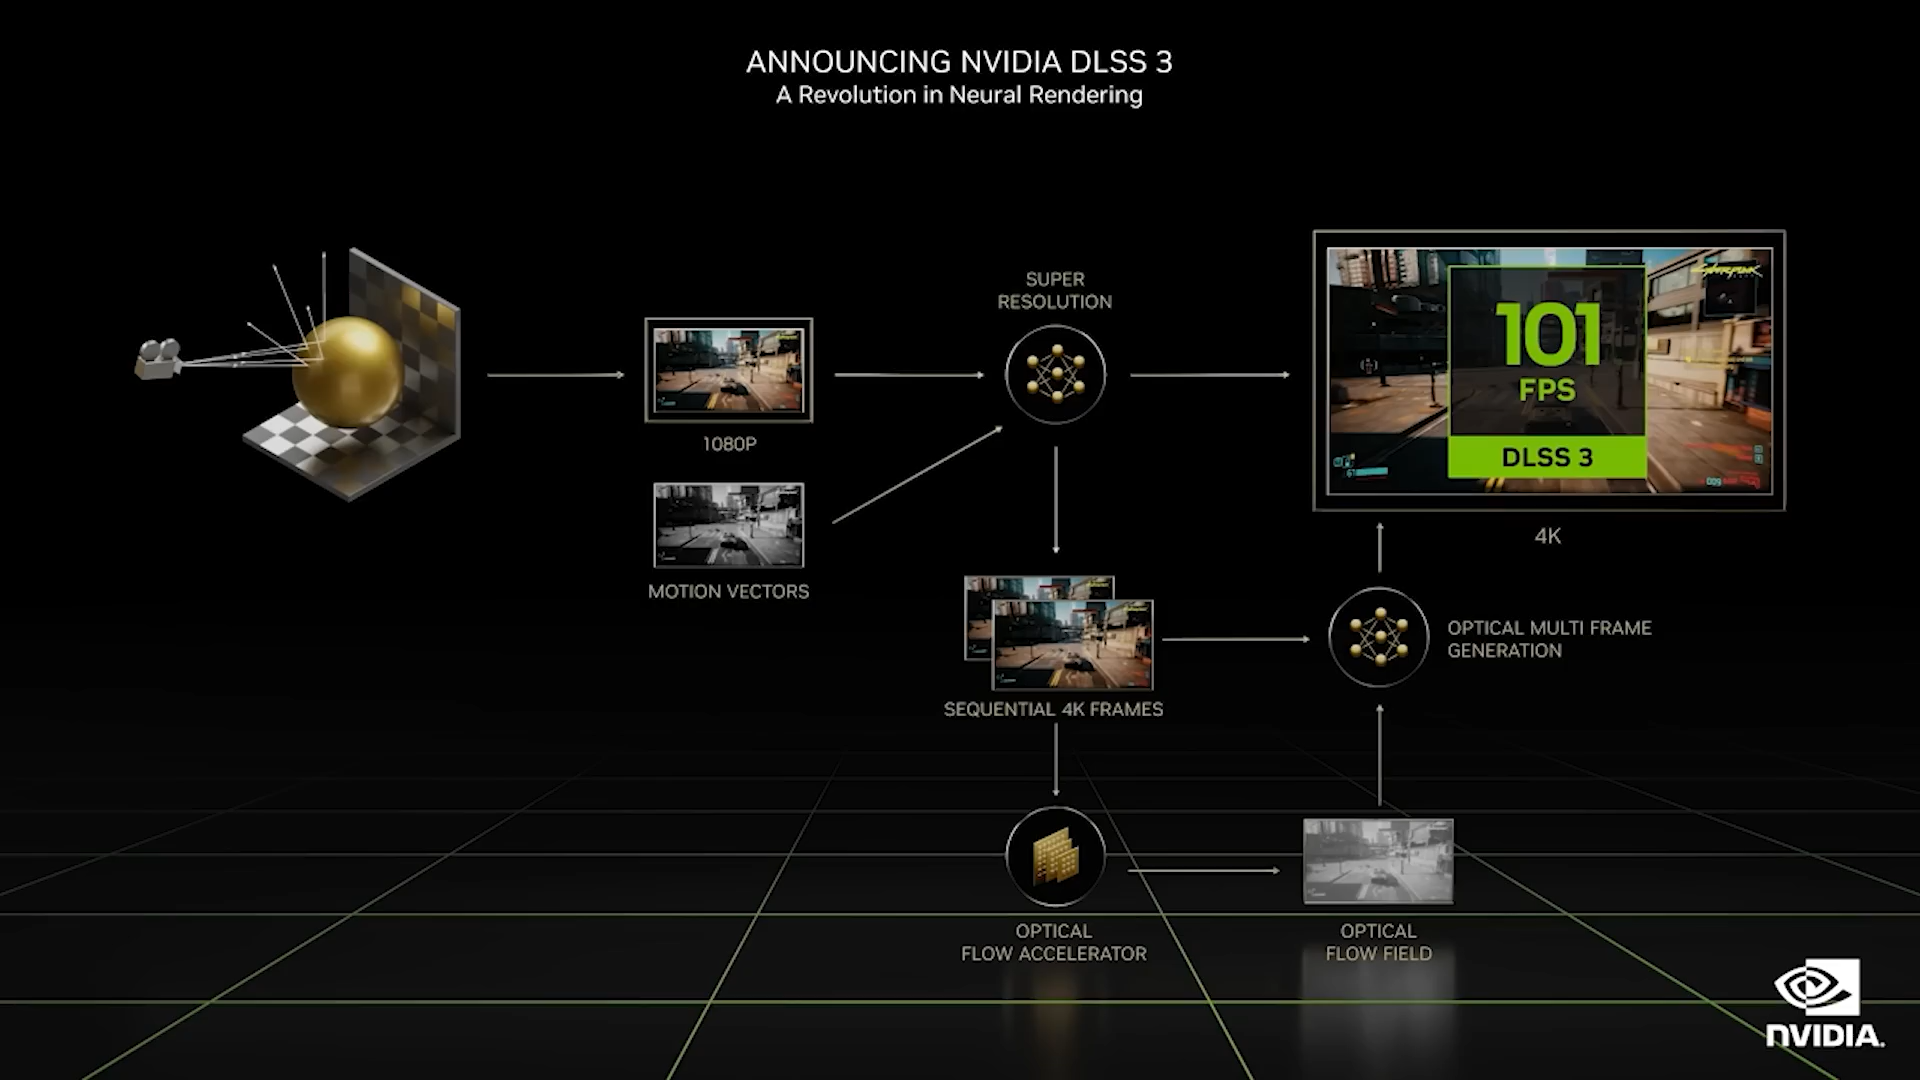 ANNOUNCING NVIDIA DLSS 3
A Revolution in Neural Rendering
SUPER
RESOLUTION
1080P
MOTION VECTORS
CYBERPUNK
101
FPS
DLSS 3
4K
SEQUENTIAL 4K FRAMES
OPTICAL MULTI FRAME
GENERATION
OPTICAL
FLOW ACCELERATOR
OPTICAL
FLOW FIELD
NVIDIA.